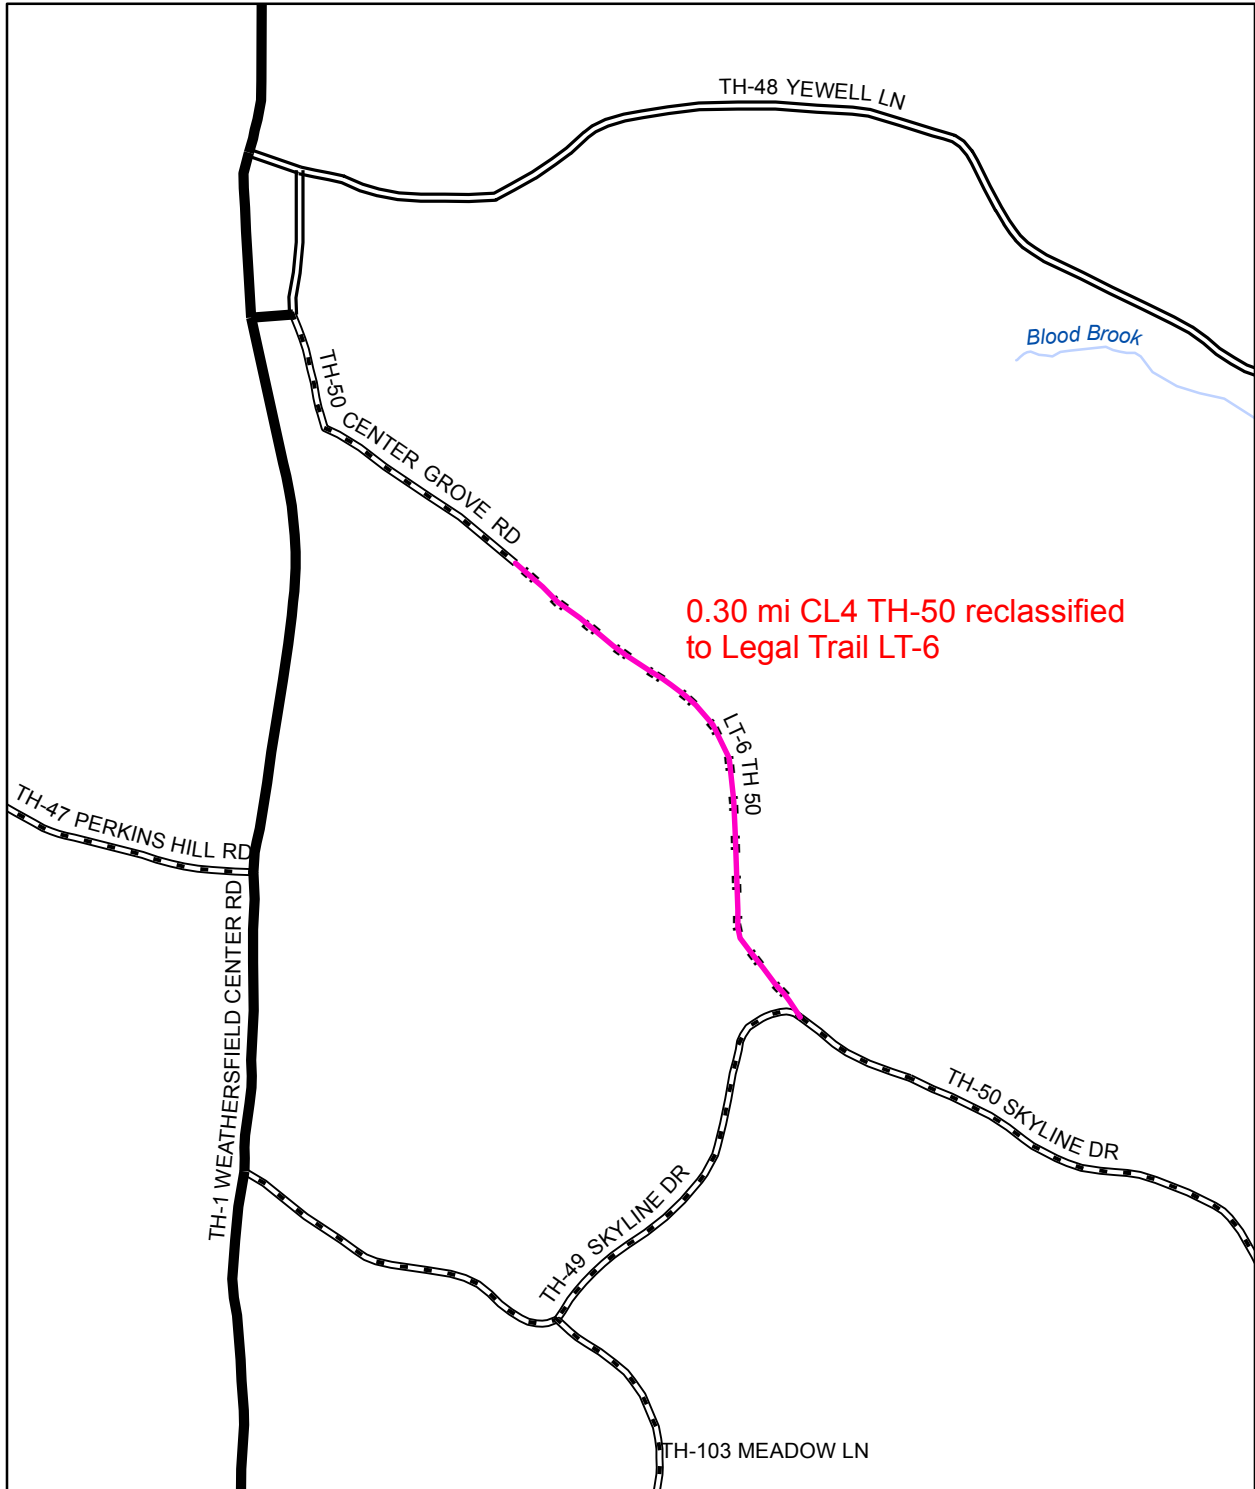 TH-48 YEWELL LN
Blood Brook
TH-50 CENTER GROVE RD
0.30 mi CL4 TH-50 reclassified
to Legal Trail LT-6
LT-6 TH 50
TH-47 PERKINS HILL RD
TH-1 WEATHERSFIELD CENTER RD
TH-50 SKYLINE DR
TH-49 SKYLINE DR
TH-103 MEADOW LN